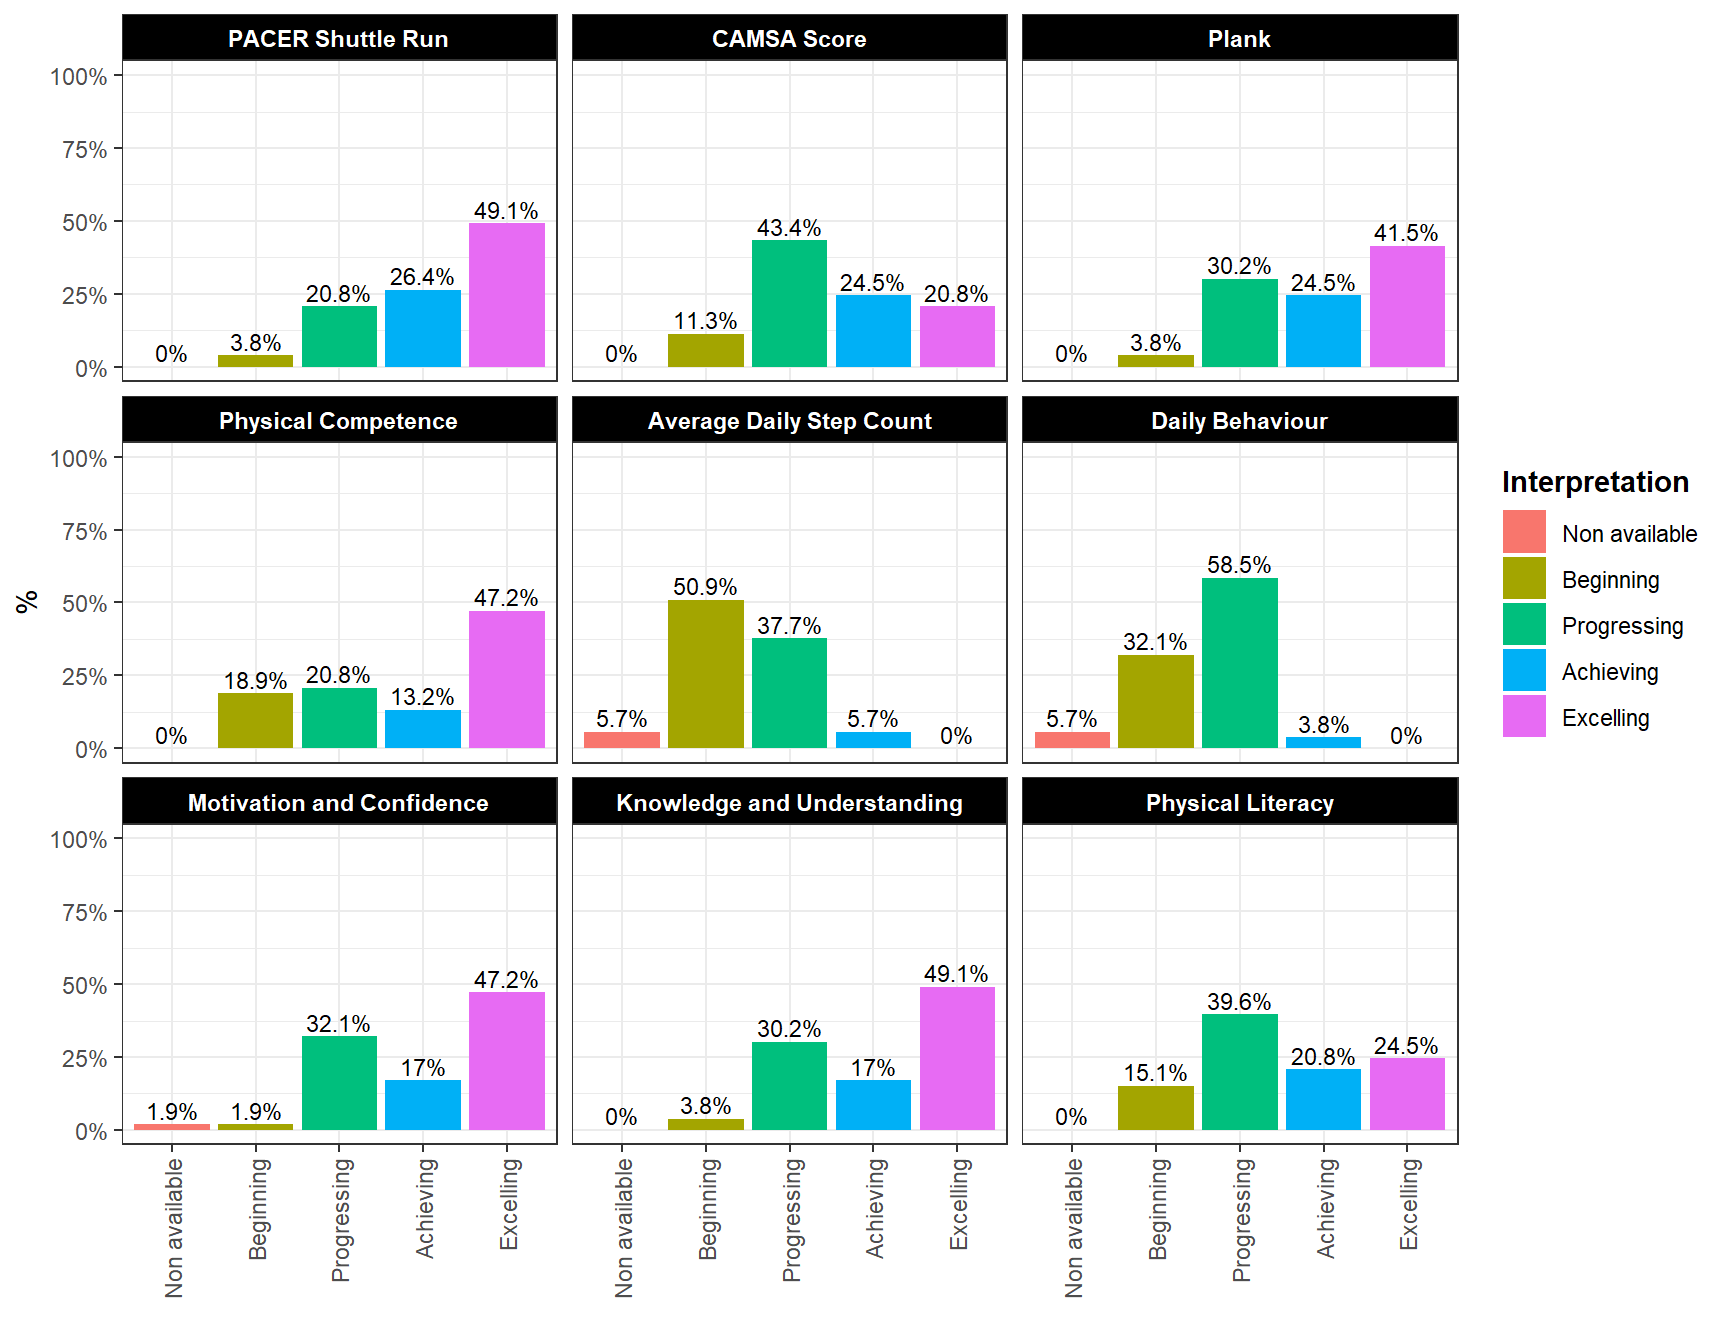 PACER Shuttle Run
CAMSA Score
Plank
100%
75%
50%
25%
0%
0%
3.8%
20.8%
26.4%
49.1%
0%
11.3%
43.4%
24.5%
20.8%
0%
3.8%
30.2%
24.5%
41.5%
Physical Competence
Average Daily Step Count
Daily Behaviour
%
100%
75%
50%
25%
0%
0%
18.9%
20.8%
13.2%
47.2%
5.7%
50.9%
37.7%
5.7%
0%
5.7%
32.1%
58.5%
3.8%
0%
Motivation and Confidence
Knowledge and Understanding
Physical Literacy
100%
75%
50%
25%
0%
1.9%
1.9%
32.1%
17%
47.2%
0%
3.8%
30.2%
17%
49.1%
0%
15.1%
39.6%
20.8%
24.5%
Non available
Beginning
Progressing
Achieving
Excelling
Non available
Beginning
Progressing
Achieving
Excelling
Non available
Beginning
Progressing
Achieving
Excelling
Interpretation
Non available
Beginning
Progressing
Achieving
Excelling